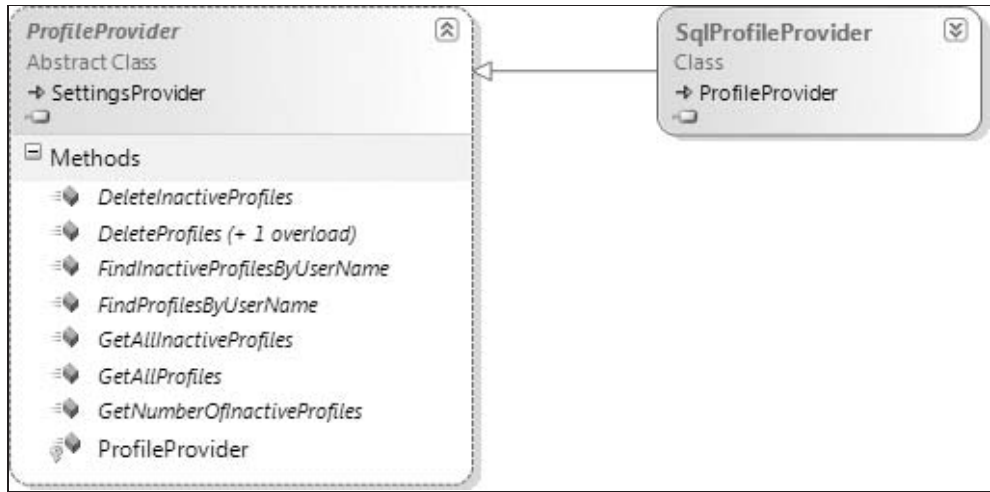 ProfileProvider
Abstract Class
SettingsProvider
Methods
DeleteInactiveProfiles
DeleteProfiles (+ 1 overload)
FindInactiveProfilesByUserName
FindProfilesByUserName
GetAllInactiveProfiles
GetAllProfiles
GetNumberOfInactiveProfiles
ProfileProvider
SqlProfileProvider
Class
ProfileProvider